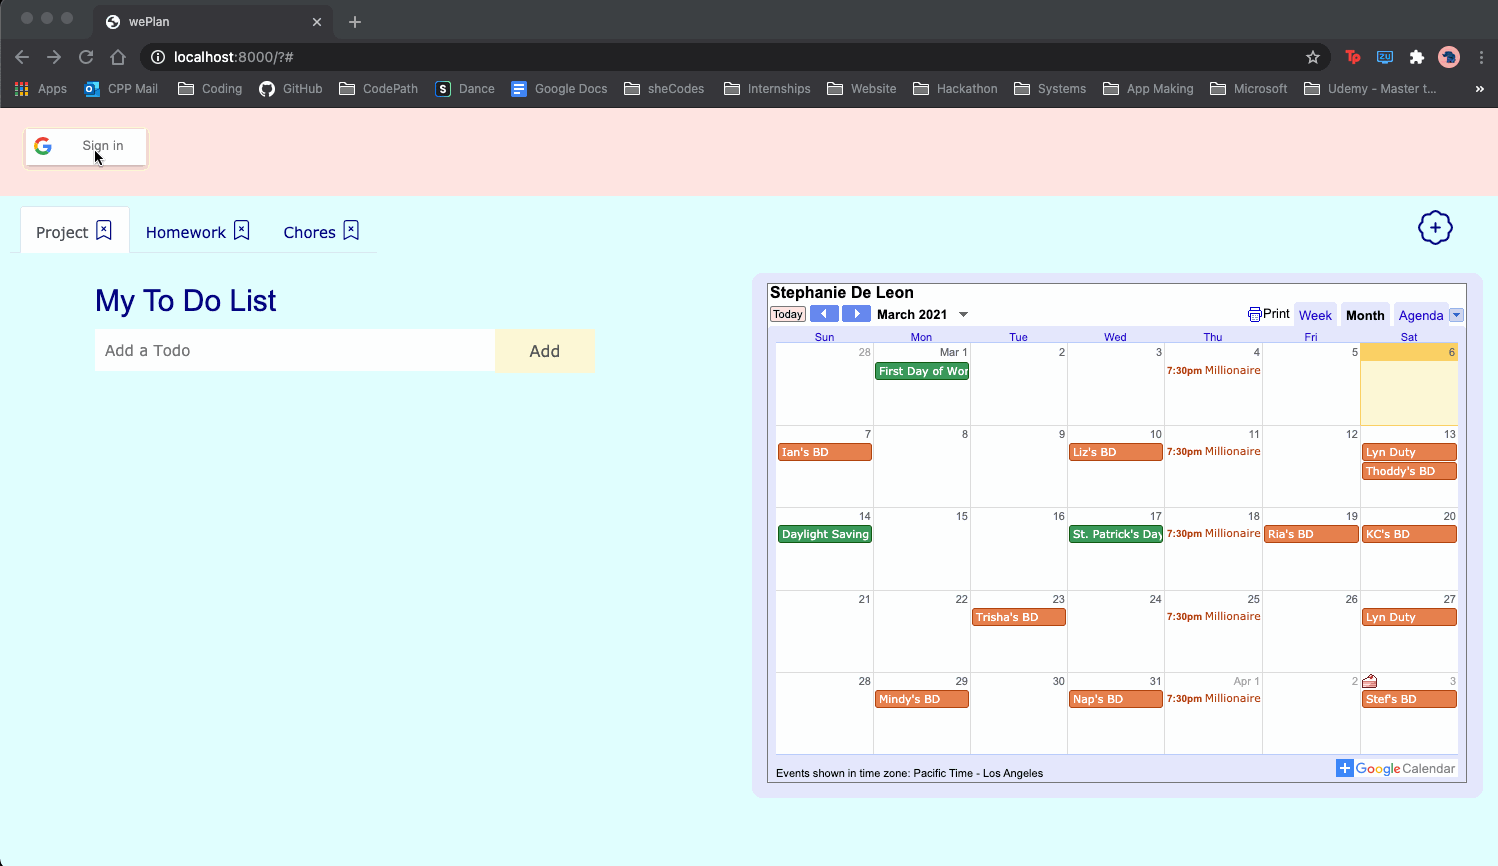 wePlan
localhost:8000/?#
Tp
ZU
Apps
CPP Mail
Coding
GitHub
CodePath
S
Dance
Google Docs
sheCodes
Internships
Website
Hackathon
Systems
App Making
Microsoft
Udemy - Master t...
»
Sign in
Project
Homework
Chores
My To Do List
Add a Todo
Add
Stephanie De Leon
Today
March 2021
Print
Week
Month
Agenda
Sun Mon Tue Wed Thu Fri Sat
28 Mar 1 2 3 4 5 6
First Day of Wor
7:30pm Millionaire
7 8 9 10 11 12 13
Ian's BD
Liz's BD
7:30pm Millionaire
Lyn Duty
Thoddy's BD
14 15 16 17 18 19 20
Daylight Saving
St. Patrick's Day
7:30pm Millionaire
Ria's BD
KC's BD
21 22 23 24 25 26 27
Trisha's BD
7:30pm Millionaire
Lyn Duty
28 29 30 31 Apr 1 2 3
Mindy's BD
Nap's BD
7:30pm Millionaire
Stef's BD
Events shown in time zone: Pacific Time - Los Angeles
Google Calendar